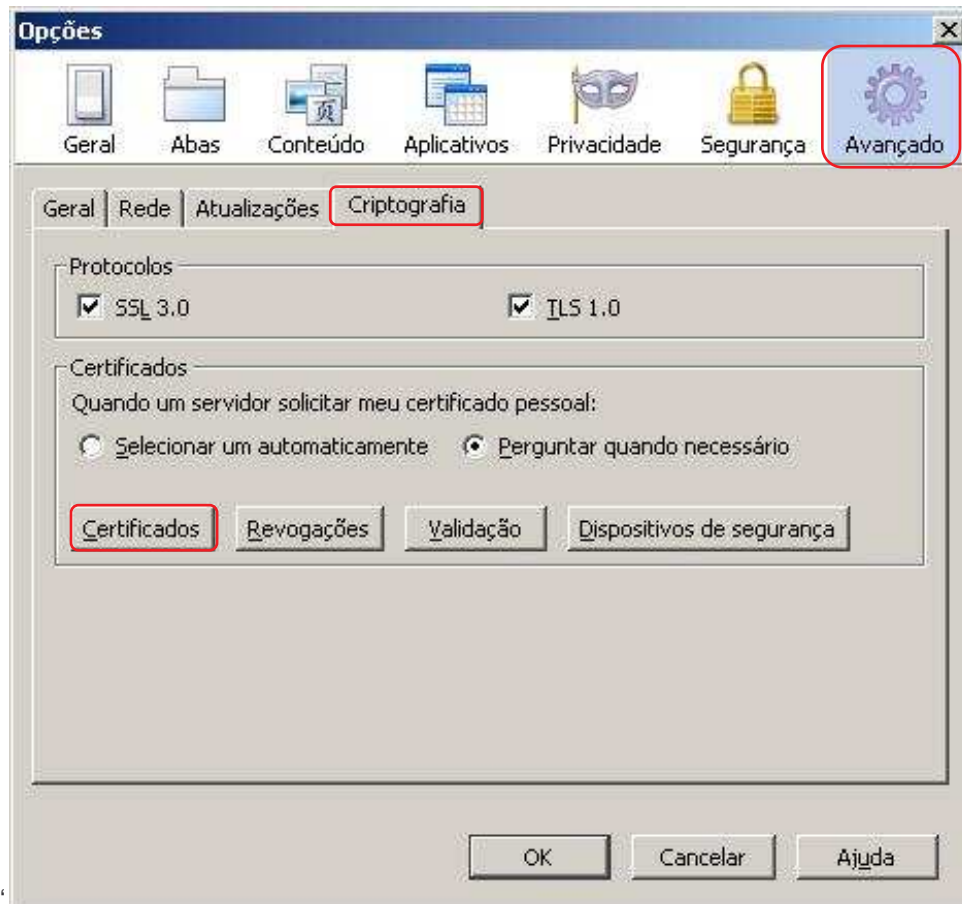 Opções
Geral Abas Conteúdo Aplicativos Privacidade Segurança Avançado
Geral Rede Atualizações Criptografia
Protocolos
SSL 3.0 TLS 1.0
Certificados
Quando um servidor solicitar meu certificado pessoal:
Selecionar um automaticamente Perguntar quando necessário
Certificados Revogações Validação Dispositivos de segurança
OK Cancelar Ajuda